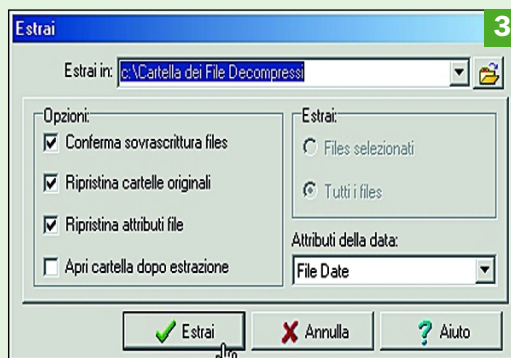 Estrai
3
Estrai in: c:\Cartella dei File Decompressi
Opzioni:
Conferma sovrascrittura files
Ripristina cartelle originali
Ripristina attributi file
Apri cartella dopo estrazione
Estrai:
Files selezionati
Tutti i files
Attributi della data:
File Date
Estrai
Annulla
Aiuto